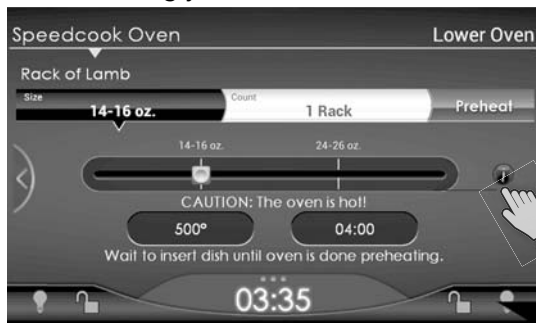 Speedcook Oven Lower Oven
Rack of Lamb
Size 14-16 oz. Count 1 Rack Preheat
14-16 oz. 24-26 oz.
CAUTION: The oven is hot!
500° 04:00
Wait to insert dish until oven is done preheating.
03:35